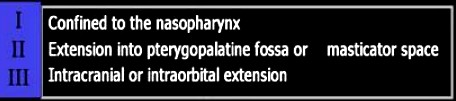 I Confined to the nasopharynx
II Extension into pterygopalatine fossa or masticator space
III Intracranial or intraorbital extension